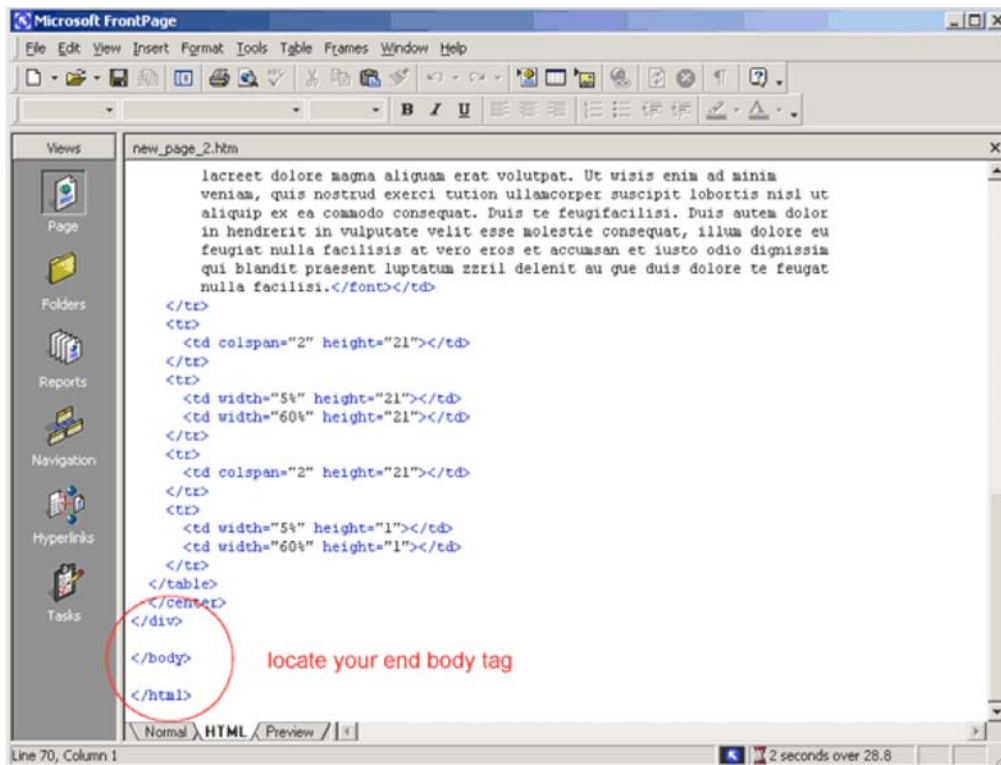 Microsoft FrontPage
File Edit View Insert Format Tools Table Frames Window Help
B I U
Views
new_page_2.htm
Page
Folders
Reports
Navigation
Hyperlinks
Tasks
lacreet dolore magna aliguam erat volutpat. Ut wisis enim ad minim
veniam, quis nostrud exerci tution ullamcorper suscipit lobortis nisl ut
aliquip ex ea commodo consequat. Duis te feugifacilisi. Duis autem dolor
in hendrerit in vulputate velit esse molestie consequat, illum dolore eu
feugiat nulla facilisis at vero eros et accumsan et iusto odio dignissim
qui blandit praesent luptatum zzril delenit au gue duis dolore te feugat
nulla facilisi.</font></td>
</tr>
<tr>
<td colspan="2" height="21"></td>
</tr>
<tr>
<td width="5%" height="21"></td>
<td width="60%" height="21"></td>
</tr>
<tr>
<td colspan="2" height="21"></td>
</tr>
<tr>
<td width="5%" height="1"></td>
<td width="60%" height="1"></td>
</tr>
</table>
</center>
</div>
</body>
locate your end body tag
</html>
Normal HTML Preview
Line 70, Column 1
2 seconds over 28.8